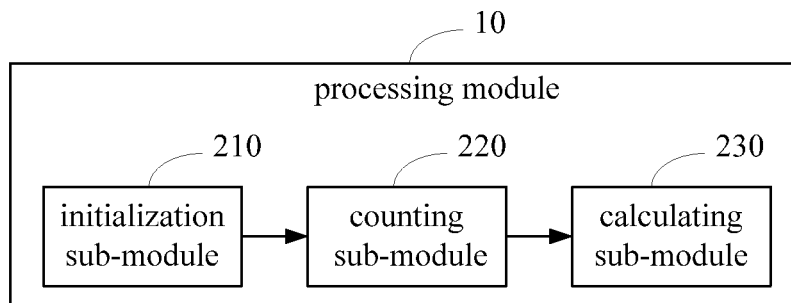 10
processing module
210
220
230
initialization
sub-module
counting
sub-module
calculating
sub-module